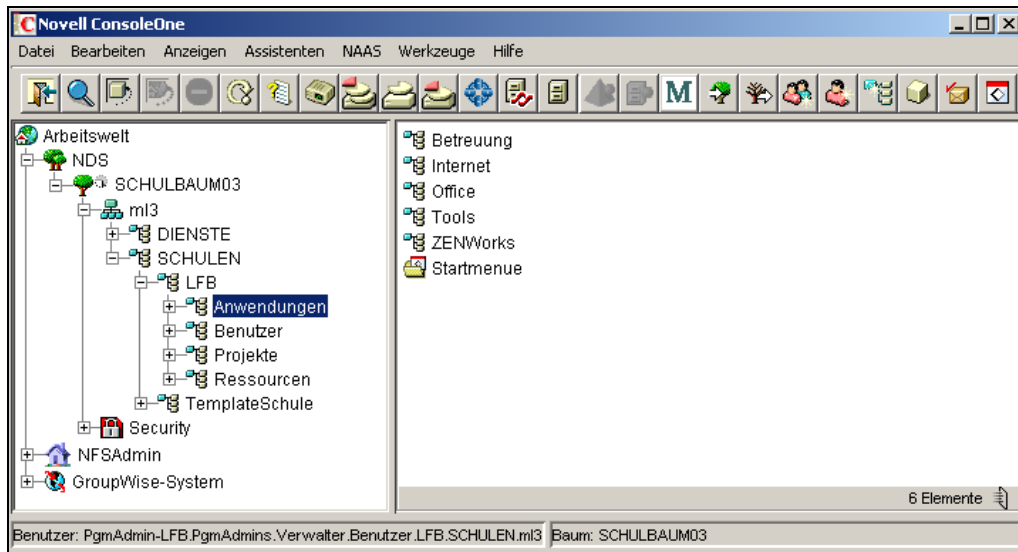 Novell ConsoleOne
Datei Bearbeiten Anzeigen Assistenten NAAS Werkzeuge Hilfe
M
Arbeitswelt
NDS
SCHULBAUM03
ml3
DIENSTE
SCHULEN
LFB
Anwendungen
Benutzer
Projekte
Ressourcen
TemplateSchule
Security
NFSAdmin
GroupWise-System
Betreuung
Internet
Office
Tools
ZENWorks
Startmenue
6 Elemente
Benutzer: PgmAdmin-LFB.PgmAdmins.Verwalter.Benutzer.LFB.SCHULEN.ml3 Baum: SCHULBAUM03